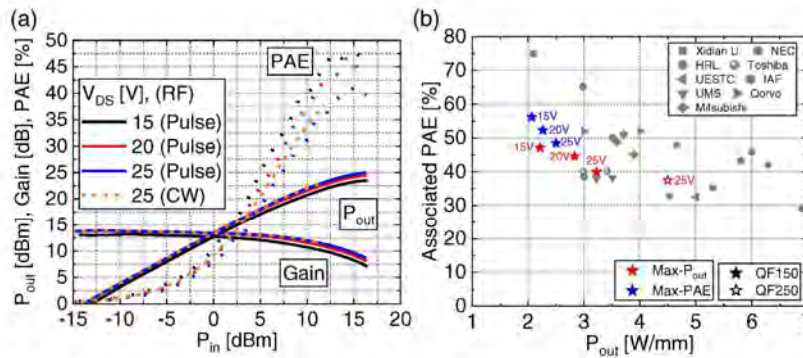 (a)
50
45
40
35
30
25
20
15
10
5
0
P_out [dBm], Gain [dB], PAE [%]
V_DS [V], (RF)
15 (Pulse)
20 (Pulse)
25 (Pulse)
25 (CW)
PAE
P_out
Gain
-15 -10 -5 0 5 10 15 20
P_in [dBm]
(b)
80
70
60
50
40
30
20
10
0
Associated PAE [%]
Xidian Li NEC
HRL Toshiba
UESTC IAF
UMS Qorvo
Mitsubishi
15V
20V
25V
15V
20V
25V
25V
Max-P_out
Max-PAE
QF150
QF250
1 2 3 4 5 6 7
P_out [W/mm]